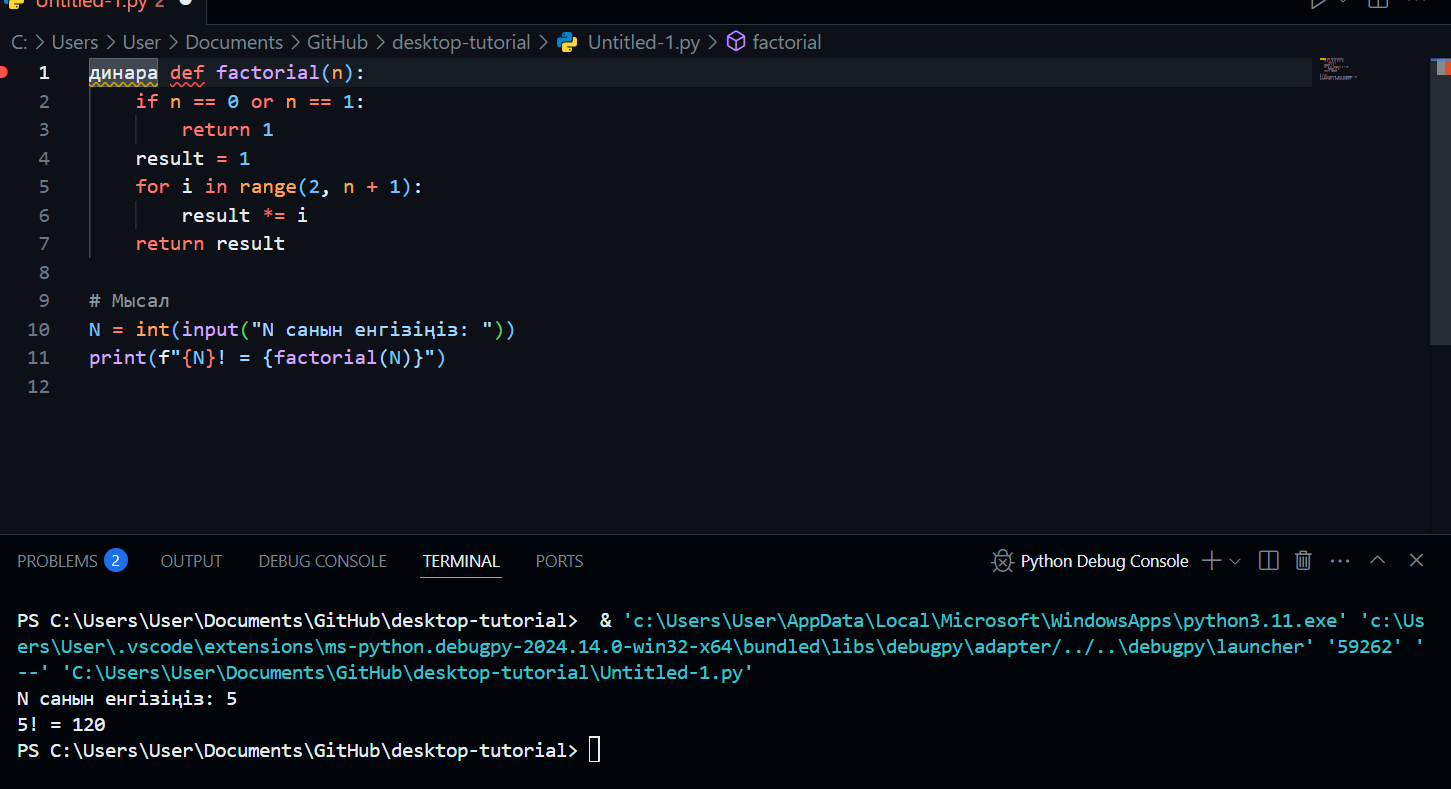 Untitled-1.py 2
C: > Users > User > Documents > GitHub > desktop-tutorial > Untitled-1.py > factorial
1 динара def factorial(n):
2 if n == 0 or n == 1:
3 return 1
4 result = 1
5 for i in range(2, n + 1):
6 result *= i
7 return result
8
9 # Мысал
10 N = int(input("N санын енгізіңіз: "))
11 print(f"{N}! = {factorial(N)}")
12
PROBLEMS 2 OUTPUT DEBUG CONSOLE TERMINAL PORTS Python Debug Console
PS C:\Users\User\Documents\GitHub\desktop-tutorial>  & 'c:\Users\User\AppData\Local\Microsoft\WindowsApps\python3.11.exe' 'c:\Us
ers\User\.vscode\extensions\ms-python.debugpy-2024.14.0-win32-x64\bundled\libs\debugpy\adapter/../..\debugpy\launcher' '59262' '
--' 'C:\Users\User\Documents\GitHub\desktop-tutorial\Untitled-1.py'
N санын енгізіңіз: 5
5! = 120
PS C:\Users\User\Documents\GitHub\desktop-tutorial>